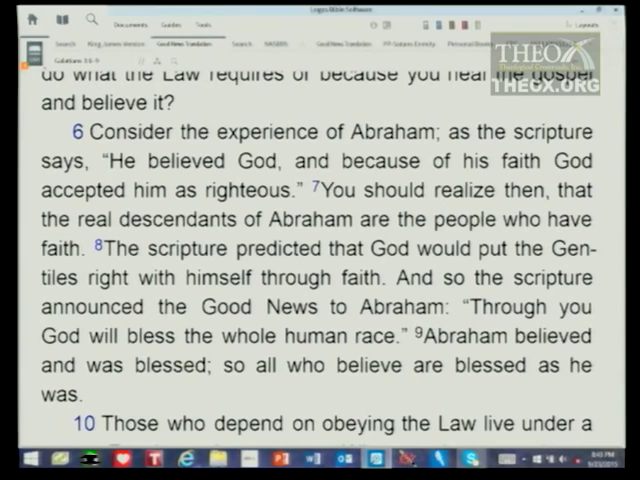 Logos Bible Software
Documents Guides Tools
Layouts
Search King James Version Good News Translation Search NASB95 Good News Translation
Galatians 3:6-9
THEOX
THEOX.ORG
do what the Law requires or because you hear the gospel
and believe it?
6 Consider the experience of Abraham; as the scripture
says, “He believed God, and because of his faith God
accepted him as righteous.” 7You should realize then, that
the real descendants of Abraham are the people who have
faith. 8The scripture predicted that God would put the Gen-
tiles right with himself through faith. And so the scripture
announced the Good News to Abraham: “Through you
God will bless the whole human race.” 9Abraham believed
and was blessed; so all who believe are blessed as he
was.
10 Those who depend on obeying the Law live under a